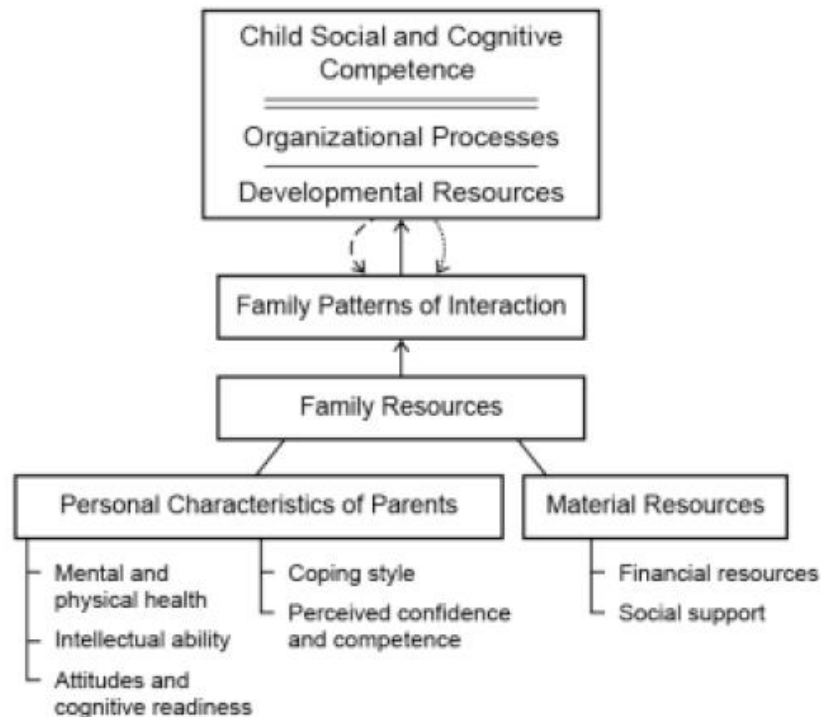 Child Social and Cognitive
Competence
Organizational Processes
Developmental Resources
Family Patterns of Interaction
Family Resources
Personal Characteristics of Parents
Material Resources
Mental and
physical health
Intellectual ability
Attitudes and
cognitive readiness
Coping style
Perceived confidence
and competence
Financial resources
Social support